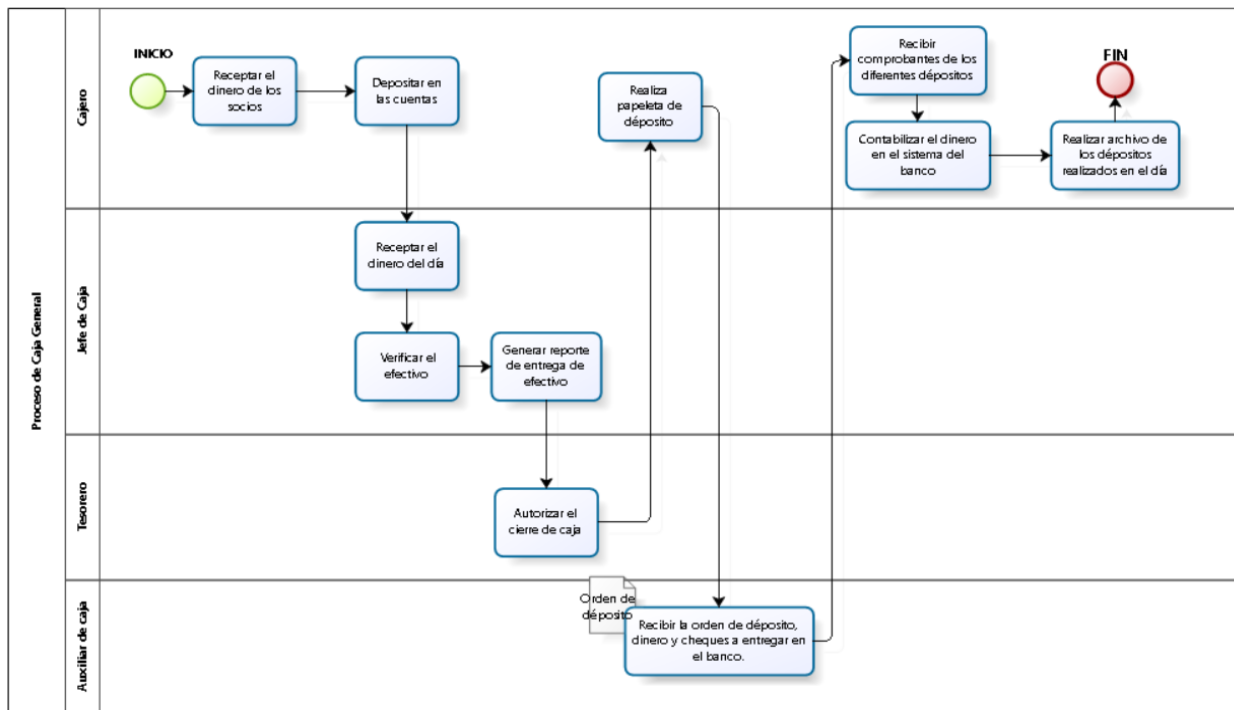 Proceso de Caja General
Cajero
INICIO
Receptar el
dinero de los
socios
Depositar en
las cuentas
Realiza
papeleta de
déposito
Recibir
comprobantes de los
diferentes dépositos
FIN
Contabilizar el dinero
en el sistema del
banco
Realizar archivo de
los dépositos
realizados en el día
Jefe de Caja
Receptar el
dinero del día
Verificar el
efectivo
Generar reporte
de entrega de
efectivo
Tesorero
Autorizar el
cierre de caja
Auxiliar de caja
Orden de
déposito
Recibir la orden de déposito,
dinero y cheques a entregar en
el banco.